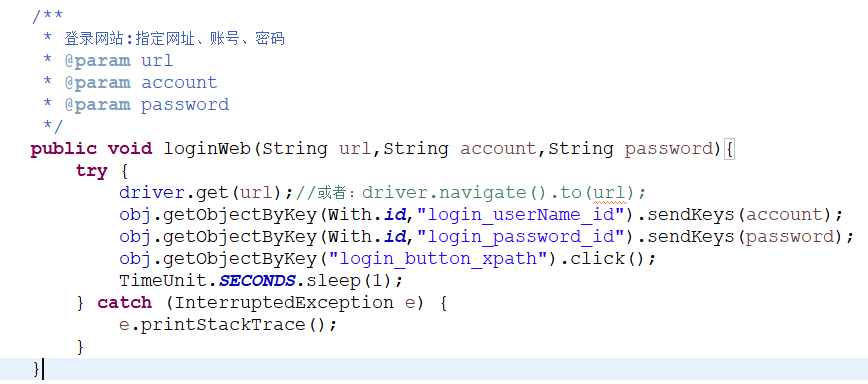 /**
 * 登录网站:指定网址、账号、密码
 * @param url
 * @param account
 * @param password
 */
public void loginWeb(String url,String account,String password){
    try {
        driver.get(url);//或者：driver.navigate().to(url);
        obj.getObjectByKey(With.id,"login_userName_id").sendKeys(account);
        obj.getObjectByKey(With.id,"login_password_id").sendKeys(password);
        obj.getObjectByKey("login_button_xpath").click();
        TimeUnit.SECONDS.sleep(1);
    } catch (InterruptedException e) {
        e.printStackTrace();
    }
}